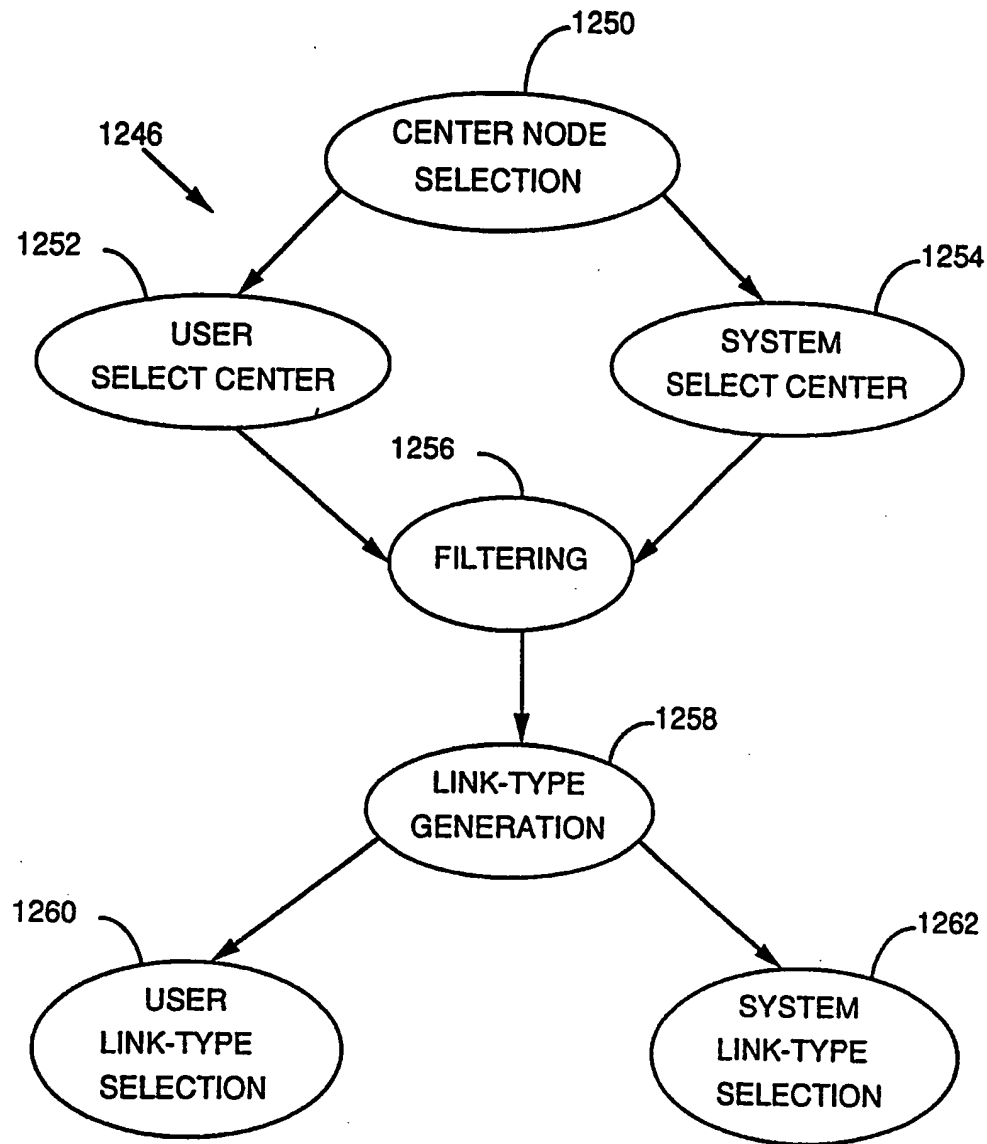 1250
CENTER NODE
SELECTION
1246
1252
1254
USER
SELECT CENTER
SYSTEM
SELECT CENTER
1256
FILTERING
1258
LINK-TYPE
GENERATION
1260
1262
USER
LINK-TYPE
SELECTION
SYSTEM
LINK-TYPE
SELECTION